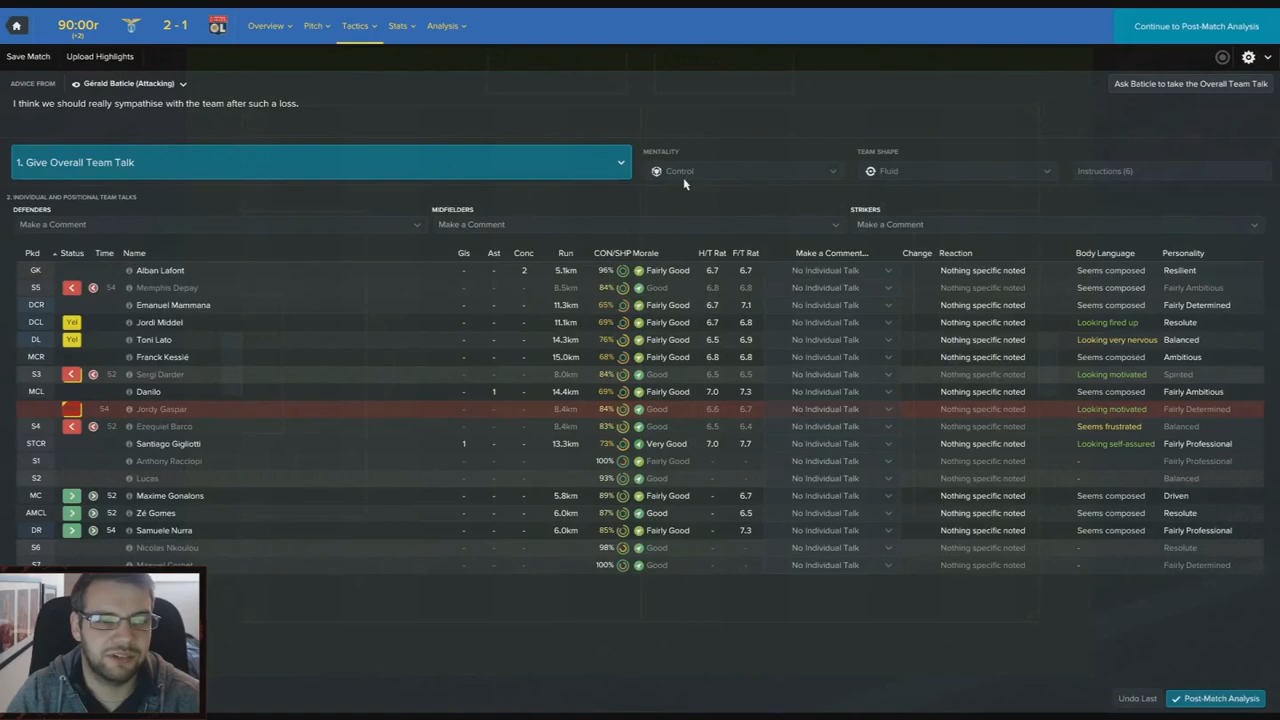 90:00r 2 - 1 Overview Pitch Tactics Stats Analysis Continue to Post-Match Analysis
(+2)
Save Match Upload Highlights
ADVICE FROM Gérald Baticle (Attacking) Ask Baticle to take the Overall Team Talk
I think we should really sympathise with the team after such a loss.
1. Give Overall Team Talk
MENTALITY TEAM SHAPE
Control Fluid Instructions (6)
2. INDIVIDUAL AND POSITIONAL TEAM TALKS
DEFENDERS MIDFIELDERS STRIKERS
Make a Comment Make a Comment Make a Comment
Pkd Status Time Name Gls Ast Conc Run CON/SHP Morale H/T Rat F/T Rat Make a Comment... Change Reaction Body Language Personality
GK Alban Lafont - - 2 5.1km 96% Fairly Good 6.7 6.7 No Individual Talk Nothing specific noted Seems composed Resilient
S5 54 Memphis Depay - - - 8.5km 84% Good 6.8 6.8 No Individual Talk Nothing specific noted Seems composed Fairly Ambitious
DCR Emanuel Mammana - - - 11.3km 65% Fairly Good 6.7 7.1 No Individual Talk Nothing specific noted Seems composed Fairly Determined
DCL Yel Jordi Middel - - - 11.1km 69% Fairly Good 6.7 6.8 No Individual Talk Nothing specific noted Looking fired up Resolute
DL Yel Toni Lato - - - 14.3km 76% Fairly Good 6.5 6.9 No Individual Talk Nothing specific noted Looking very nervous Balanced
MCR Franck Kessié - - - 15.0km 68% Fairly Good 6.8 6.8 No Individual Talk Nothing specific noted Seems composed Ambitious
S3 52 Sergi Darder - - - 8.0km 84% Good 6.6 6.7 No Individual Talk Nothing specific noted Looking motivated Spirited
MCL Danilo - 1 - 14.4km 69% Fairly Good 7.0 7.3 No Individual Talk Nothing specific noted Seems composed Fairly Ambitious
54 Jordy Gaspar - - - 8.4km 84% Good 6.6 6.7 No Individual Talk Nothing specific noted Looking motivated Fairly Determined
S4 52 Ezequiel Barco - - - 8.4km 83% Good 6.5 6.4 No Individual Talk Nothing specific noted Seems frustrated Balanced
STCR Santiago Gigliotti 1 - - 13.3km 73% Very Good 7.0 7.7 No Individual Talk Nothing specific noted Looking self-assured Fairly Professional
S1 Anthony Racciopi - - - 100% Fairly Good - - No Individual Talk Nothing specific noted - Fairly Professional
S2 Lucas - - - 93% Good - - No Individual Talk Nothing specific noted - Balanced
MC 52 Maxime Gonalons - - - 5.8km 89% Fairly Good - 6.7 No Individual Talk Nothing specific noted Seems composed Driven
AMCL 52 Zé Gomes - - - 6.0km 87% Good - 6.5 No Individual Talk Nothing specific noted Seems composed Resolute
DR 54 Samuele Nurra - - - 6.0km 85% Fairly Good - 7.3 No Individual Talk Nothing specific noted Seems composed Fairly Professional
S6 Nicolas Nkoulou - - - 98% Good - - No Individual Talk Nothing specific noted - Resolute
S7 Maxwel Cornet - - - 100% Good - - No Individual Talk Nothing specific noted - Fairly Determined
Undo Last Post-Match Analysis